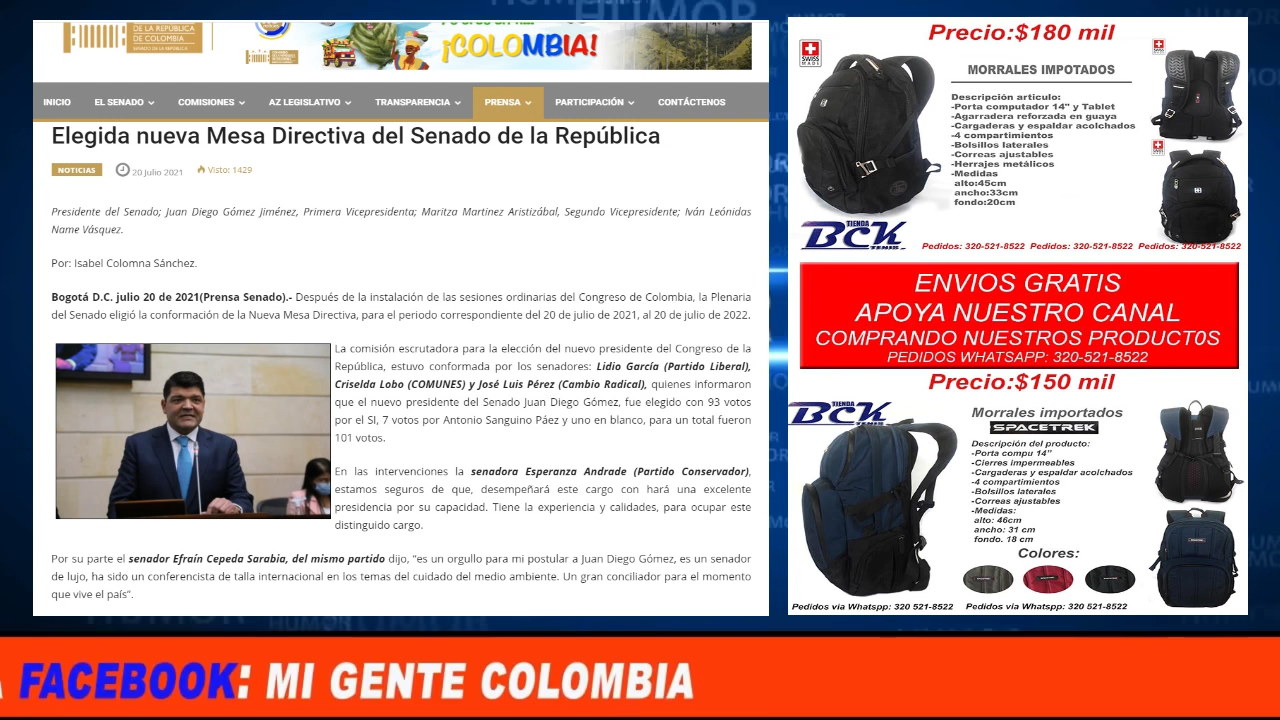 DE LA REPÚBLICA
DE COLOMBIA
SENADO DE LA REPÚBLICA
¡COLOMBIA!
INICIO EL SENADO COMISIONES AZ LEGISLATIVO TRANSPARENCIA PRENSA PARTICIPACIÓN CONTÁCTENOS
Elegida nueva Mesa Directiva del Senado de la República
NOTICIAS 20 Julio 2021 Visto: 1429
Presidente del Senado; Juan Diego Gómez Jiménez, Primera Vicepresidenta; Maritza Martinez Aristizábal, Segundo Vicepresidente; Iván Leónidas
Name Vásquez.
Por: Isabel Colomna Sánchez.
Bogotá D.C. julio 20 de 2021(Prensa Senado).- Después de la instalación de las sesiones ordinarias del Congreso de Colombia, la Plenaria
del Senado eligió la conformación de la Nueva Mesa Directiva, para el periodo correspondiente del 20 de julio de 2021, al 20 de julio de 2022.
La comisión escrutadora para la elección del nuevo presidente del Congreso de la
República, estuvo conformada por los senadores: Lidio García (Partido Liberal),
Criselda Lobo (COMUNES) y José Luis Pérez (Cambio Radical), quienes informaron
que el nuevo presidente del Senado Juan Diego Gómez, fue elegido con 93 votos
por el SI, 7 votos por Antonio Sanguino Páez y uno en blanco, para un total fueron
101 votos.
En las intervenciones la senadora Esperanza Andrade (Partido Conservador),
estamos seguros de que, desempeñará este cargo con hará una excelente
presidencia por su capacidad. Tiene la experiencia y calidades, para ocupar este
distinguido cargo.
Por su parte el senador Efraín Cepeda Sarabia, del mismo partido dijo, “es un orgullo para mi postular a Juan Diego Gómez, es un senador
de lujo, ha sido un conferencista de talla internacional en los temas del cuidado del medio ambiente. Un gran conciliador para el momento
que vive el país”.
Precio:$180 mil
SWISS
MADE
MORRALES IMPOTADOS
Descripción articulo:
-Porta computador 14" y Tablet
-Agarradera reforzada en guaya
-Cargaderas y espaldar acolchados
-4 compartimientos
-Bolsillos laterales
-Correas ajustables
-Herrajes metálicos
-Medidas
alto:45cm
ancho:33cm
fondo:20cm
TIENDA
BCK
TENIS
Pedidos: 320-521-8522 Pedidos: 320-521-8522 Pedidos: 320-521-8522
ENVIOS GRATIS
APOYA NUESTRO CANAL
COMPRANDO NUESTROS PRODUCT0S
PEDIDOS WHATSAPP: 320-521-8522
Precio:$150 mil
TIENDA
BCK
TENIS
Morrales importados
SPACETREK
Descripción del producto:
-Porta compu 14”
-Cierres impermeables
-Cargaderas y espaldar acolchados
-4 compartimientos
-Bolsillos laterales
-Correas ajustables
-Medidas:
alto: 46cm
ancho: 31 cm
fondo. 18 cm
Colores:
Pedidos via Whatspp: 320 521-8522 Pedidos via Whatspp: 320 521-8522
FACEBOOK: MI GENTE COLOMBIA